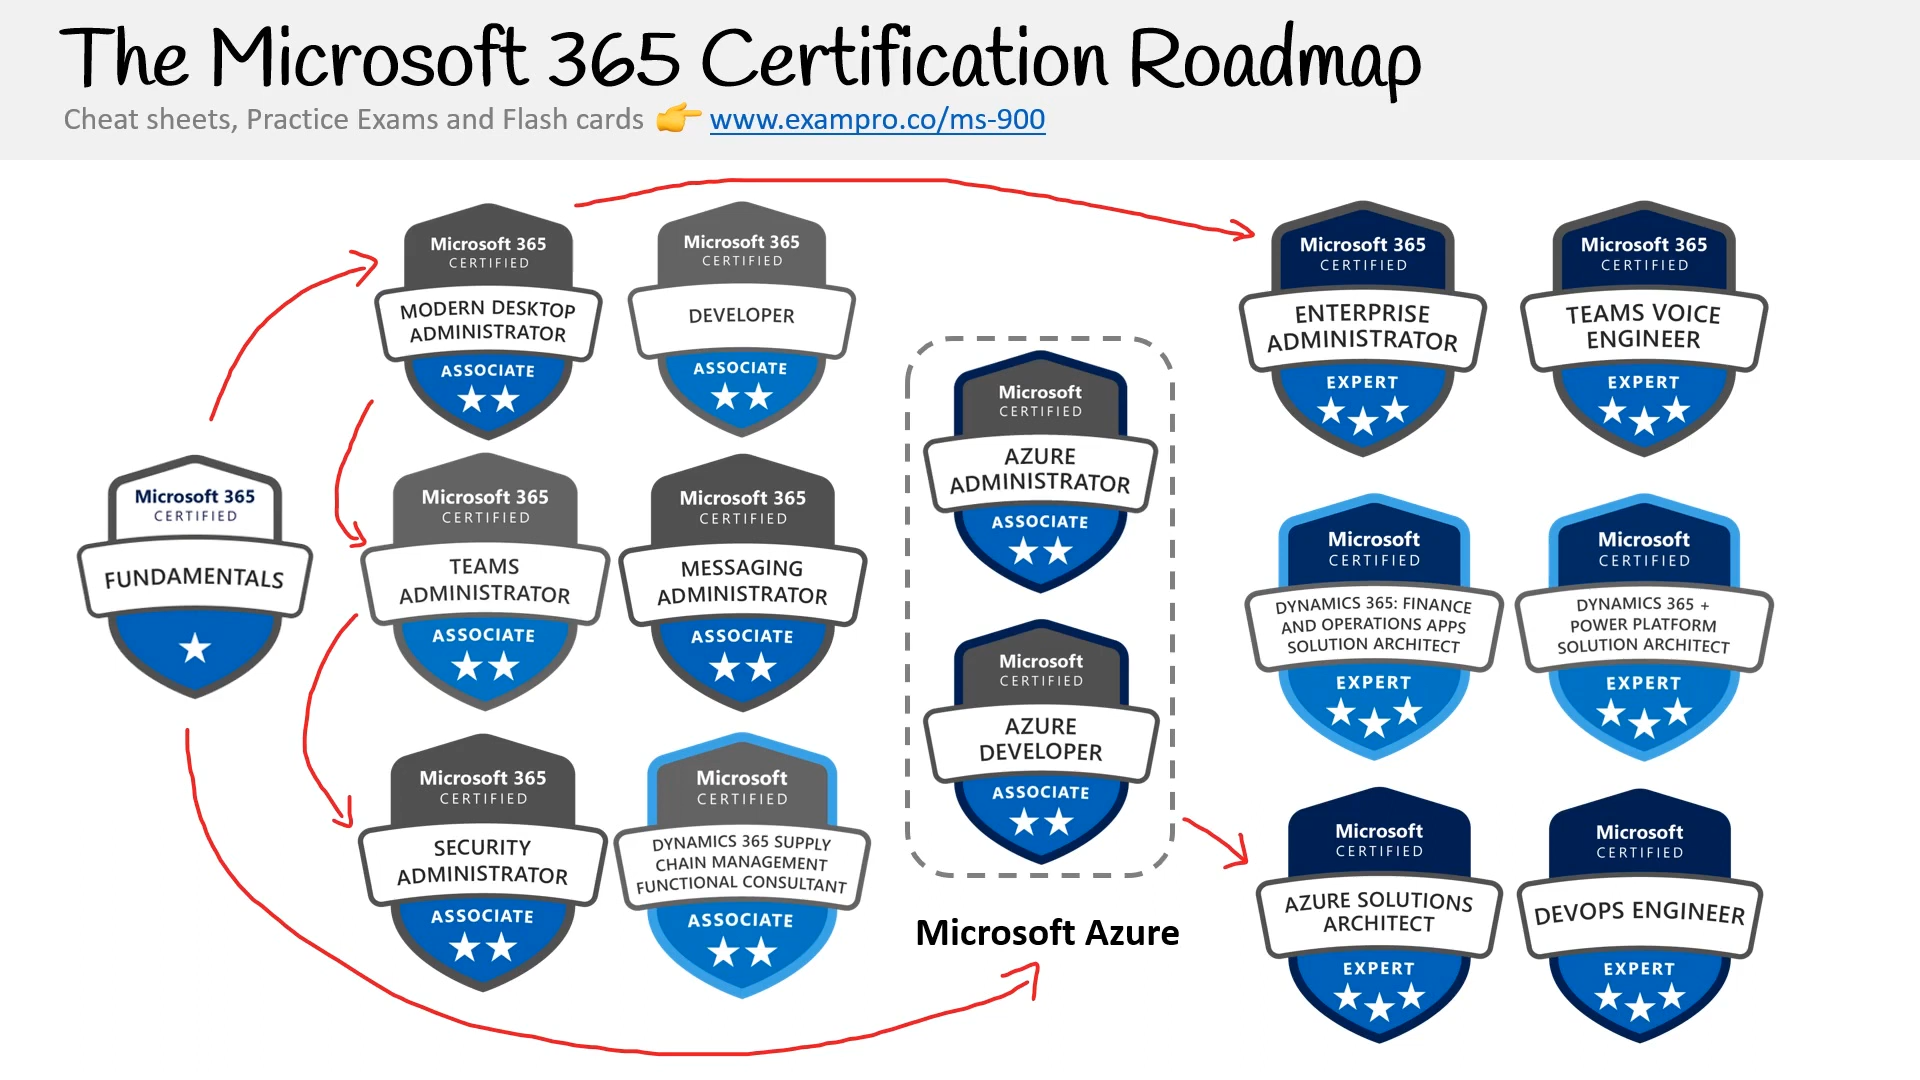 The Microsoft 365 Certification Roadmap
Cheat sheets, Practice Exams and Flash cards 👉 www.exampro.co/ms-900
Microsoft 365
CERTIFIED
FUNDAMENTALS
Microsoft 365
CERTIFIED
MODERN DESKTOP
ADMINISTRATOR
ASSOCIATE
Microsoft 365
CERTIFIED
DEVELOPER
ASSOCIATE
Microsoft 365
CERTIFIED
TEAMS
ADMINISTRATOR
ASSOCIATE
Microsoft 365
CERTIFIED
MESSAGING
ADMINISTRATOR
ASSOCIATE
Microsoft 365
CERTIFIED
SECURITY
ADMINISTRATOR
ASSOCIATE
Microsoft
CERTIFIED
DYNAMICS 365 SUPPLY
CHAIN MANAGEMENT
FUNCTIONAL CONSULTANT
ASSOCIATE
Microsoft
CERTIFIED
AZURE
ADMINISTRATOR
ASSOCIATE
Microsoft
CERTIFIED
AZURE
DEVELOPER
ASSOCIATE
Microsoft Azure
Microsoft 365
CERTIFIED
ENTERPRISE
ADMINISTRATOR
EXPERT
Microsoft 365
CERTIFIED
TEAMS VOICE
ENGINEER
EXPERT
Microsoft
CERTIFIED
DYNAMICS 365: FINANCE
AND OPERATIONS APPS
SOLUTION ARCHITECT
EXPERT
Microsoft
CERTIFIED
DYNAMICS 365 +
POWER PLATFORM
SOLUTION ARCHITECT
EXPERT
Microsoft
CERTIFIED
AZURE SOLUTIONS
ARCHITECT
EXPERT
Microsoft
CERTIFIED
DEVOPS ENGINEER
EXPERT